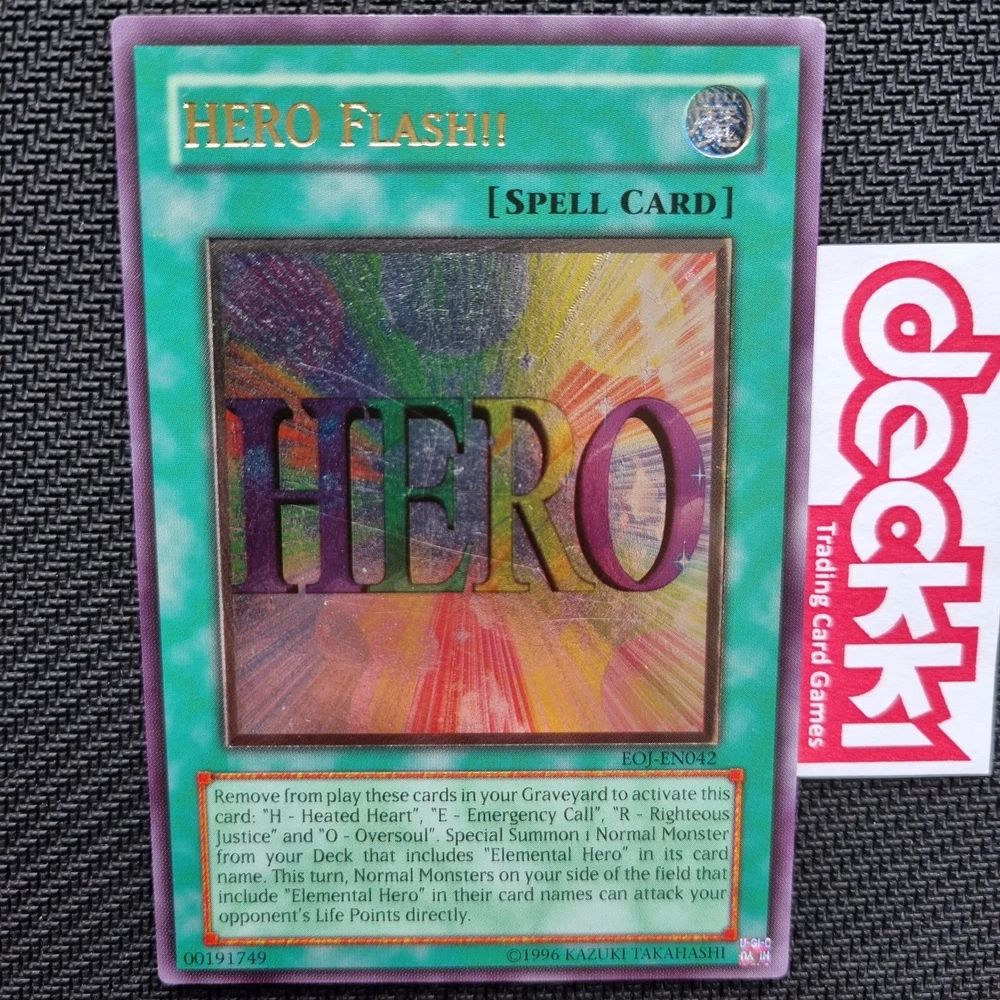 HERO FLASH!!
[SPELL CARD]
HERO
EOJ-EN042
Remove from play these cards in your Graveyard to activate this
card: "H - Heated Heart", "E - Emergency Call", "R - Righteous
Justice" and "O - Oversoul". Special Summon 1 Normal Monster
from your Deck that includes "Elemental Hero" in its card
name. This turn, Normal Monsters on your side of the field that
include "Elemental Hero" in their card names can attack your
opponent's Life Points directly.
00191749
©1996 KAZUKI TAKAHASHI
deckki
Trading Card Games